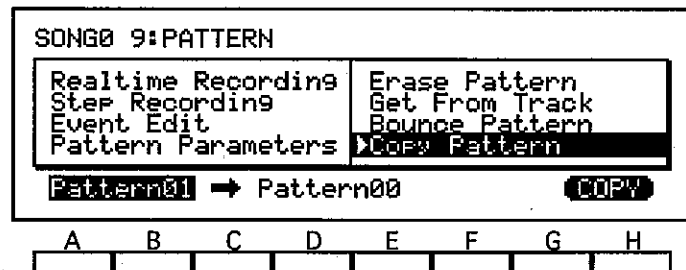 SONG0 9:PATTERN
Realtime Recording
Step Recording
Event Edit
Pattern Parameters
Erase Pattern
Get From Track
Bounce Pattern
Copy Pattern
Pattern01 ➡ Pattern00 COPY
A B C D E F G H